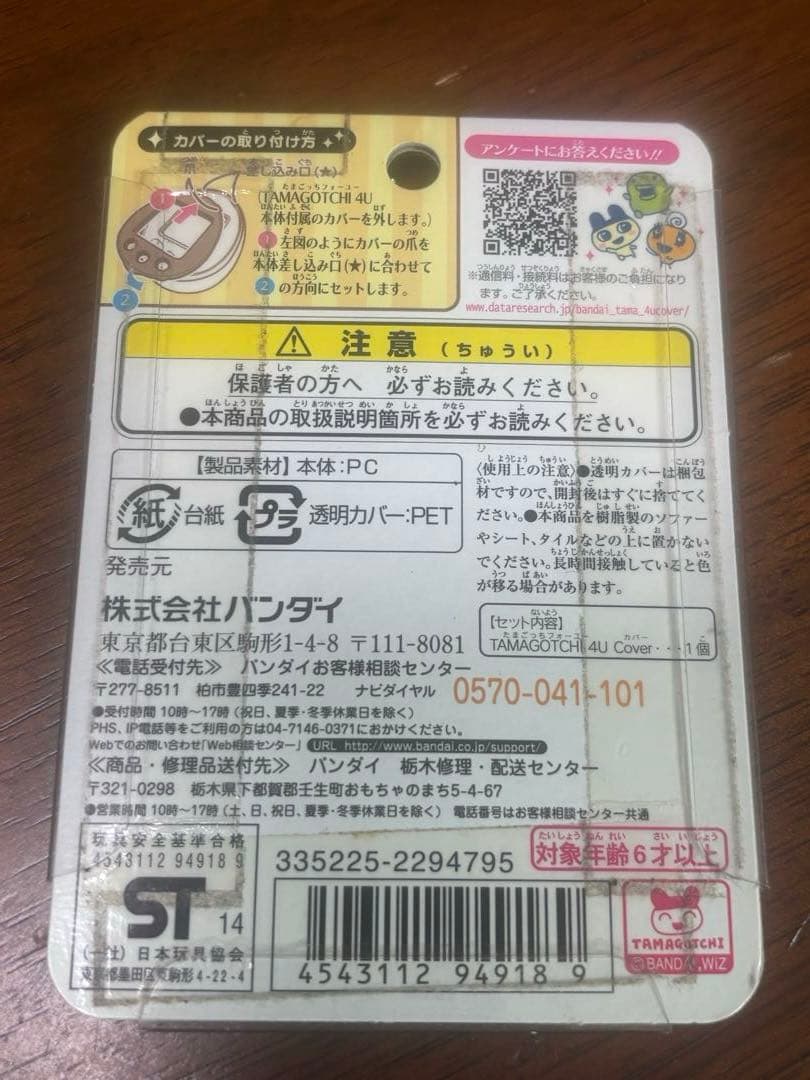 カバーの取り付け方
差し込み口(★)
(TAMAGOTCHI 4U
本体付属のカバーを外します。)
1 左図のようにカバーの爪を
本体差し込み口(★)に合わせて
2 の方向にセットします。
1
2
アンケートにお答えください!!
※通信料・接続料はお客様のご負担になり
ます。ご了承ください。
www.dataresearch.jp/bandai_tama_4ucover/
注意 (ちゅうい)
保護者の方へ 必ずお読みください。
●本商品の取扱説明箇所を必ずお読みください。
【製品素材】本体:PC
紙 台紙 プラ 透明カバー:PET
〈使用上の注意〉●透明カバーは梱包
材ですので、開封後はすぐに捨ててく
ださい。●本商品を樹脂製のソファー
やシート、タイルなどの上に置かない
でください。長時間接触していると色
が移る場合があります。
【セット内容】
TAMAGOTCHI 4U Cover・・・1個
発売元
株式会社バンダイ
東京都台東区駒形1-4-8 〒111-8081
≪電話受付先≫ バンダイお客様相談センター
〒277-8511 柏市豊四季241-22 ナビダイヤル 0570-041-101
●受付時間 10時〜17時 (祝日、夏季・冬季休業日を除く)
PHS、IP電話等をご利用の方は04-7146-0371におかけください。
Webでのお問い合わせ「Web相談センター」 URL http://www.bandai.co.jp/support/
≪商品・修理品送付先≫ バンダイ 栃木修理・配送センター
〒321-0298 栃木県下都賀郡壬生町おもちゃのまち5-4-67
●営業時間 10時〜17時 (土、日、祝日、夏季・冬季休業日を除く) 電話番号はお客様相談センター共通
玩具安全基準合格
4543112 94918 9
ST 14
(一社) 日本玩具協会
東京都墨田区東駒形4-22-4
335225-2294795
対象年齢6才以上
4543112 949189
TAMAGOTCHI
©BANDAI,WiZ